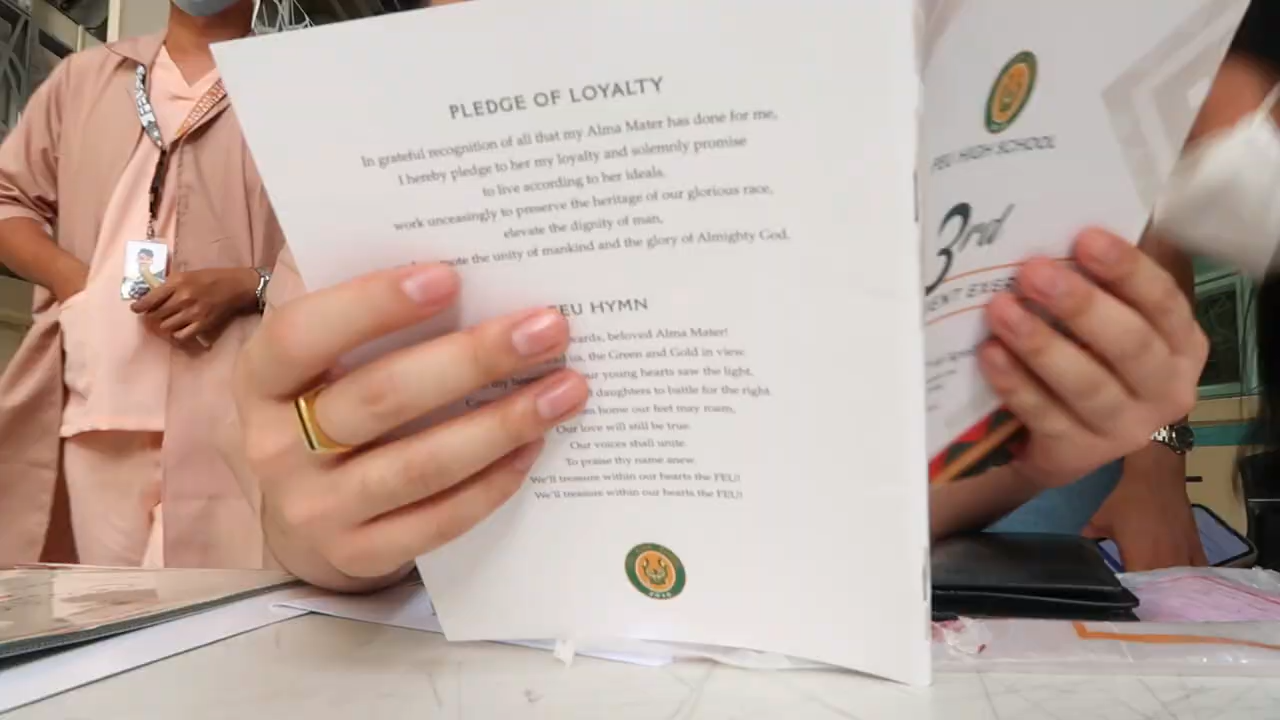 PLEDGE OF LOYALTY
In grateful recognition of all that my Alma Mater has done for me,
I hereby pledge to her my loyalty and solemnly promise
to live according to her ideals,
work unceasingly to preserve the heritage of our glorious race,
elevate the dignity of man,
the unity of mankind and the glory of Almighty God.
FEU HYMN
beloved Alma Mater!
us, the Green and Gold in view.
our young hearts saw the light,
daughters to battle for the right.
home our feet may roam,
Our love will still be true.
Our voices shall unite.
To praise thy name anew.
We'll treasure within our hearts the FEU!
We'll treasure within our hearts the FEU!
FEU HIGH SCHOOL
3rd